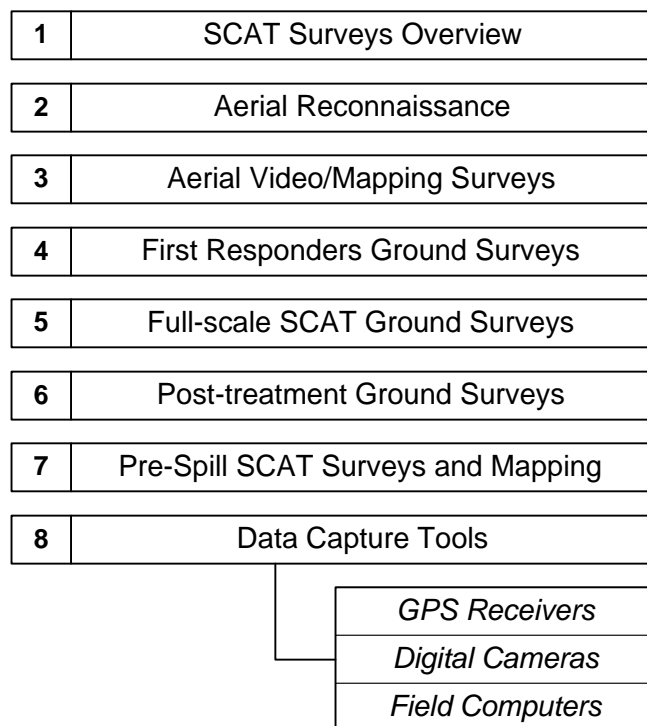 1 SCAT Surveys Overview
2 Aerial Reconnaissance
3 Aerial Video/Mapping Surveys
4 First Responders Ground Surveys
5 Full-scale SCAT Ground Surveys
6 Post-treatment Ground Surveys
7 Pre-Spill SCAT Surveys and Mapping
8 Data Capture Tools
GPS Receivers
Digital Cameras
Field Computers